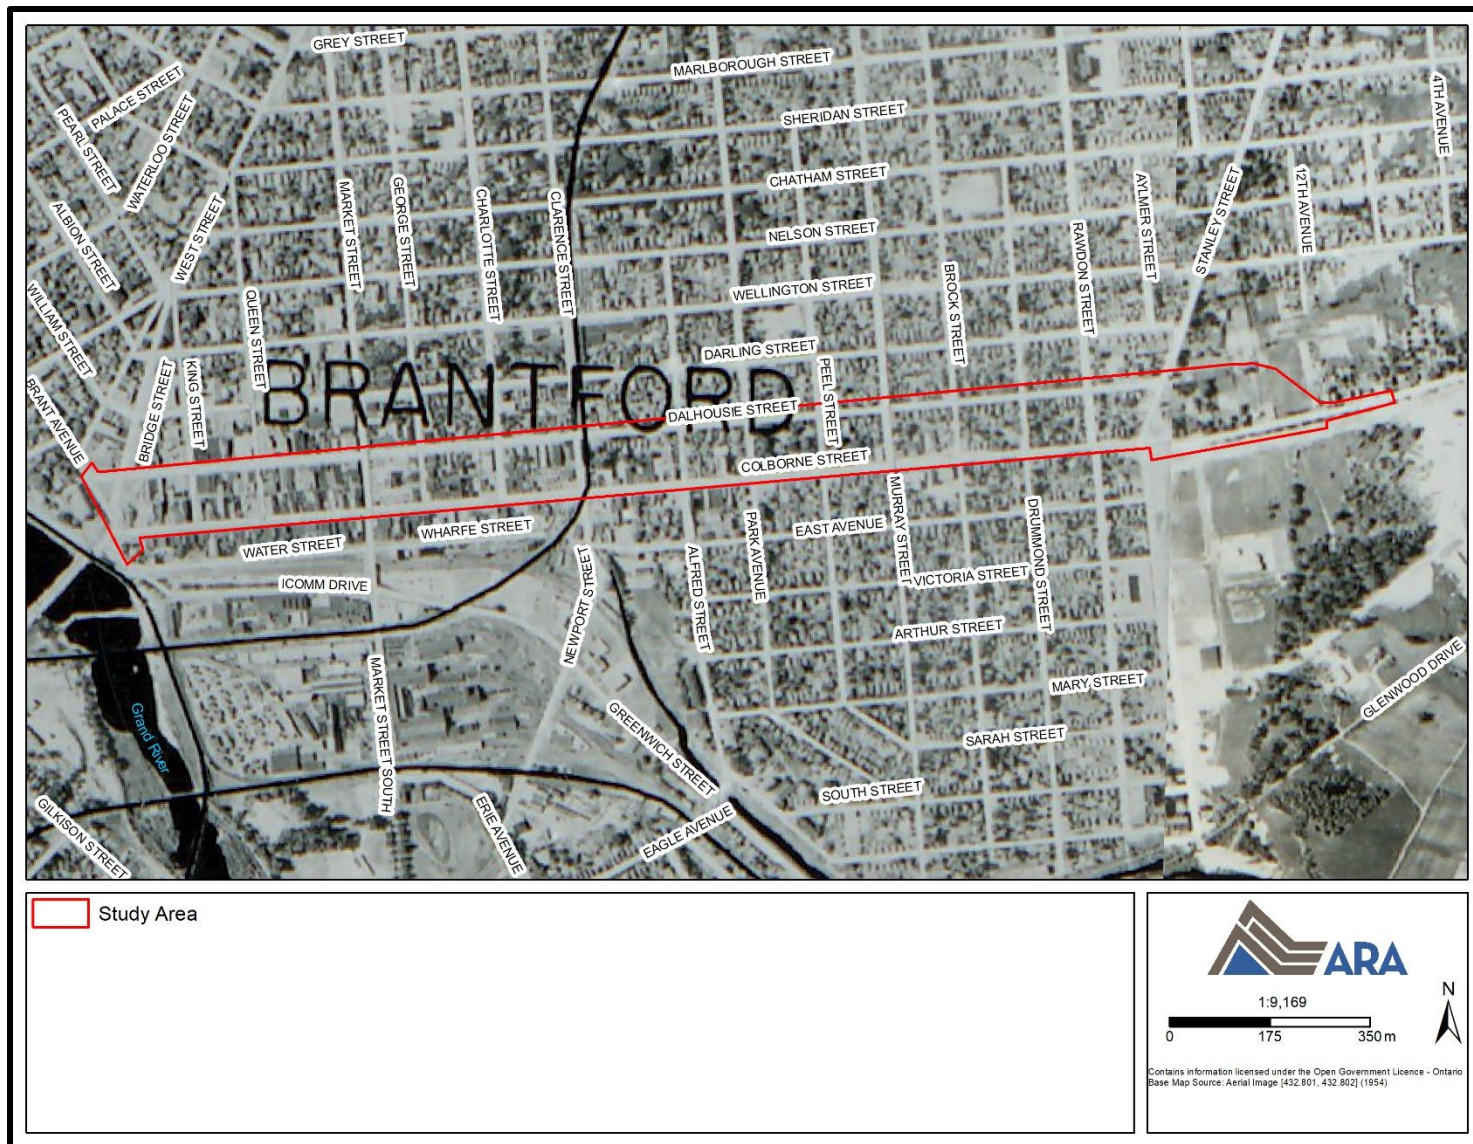 GREY STREET
MARLBOROUGH STREET
PALACE STREET
4TH AVENUE
SHERIDAN STREET
PEARL STREET
WATERLOO STREET
CHATHAM STREET
MARKET STREET
GEORGE STREET
CHARLOTTE STREET
CLARENCE STREET
AYLMER STREET
STANLEY STREET
12TH AVENUE
ALBION STREET
WEST STREET
NELSON STREET
RAWDON STREET
WILLIAM STREET
QUEEN STREET
WELLINGTON STREET
BROCK STREET
DARLING STREET
BRANTFORD
BRANT AVENUE
BRIDGE STREET
KING STREET
PEEL STREET
DALHOUSIE STREET
COLBORNE STREET
MURRAY STREET
DRUMMOND STREET
WHARFE STREET
EAST AVENUE
PARK AVENUE
WATER STREET
ICOMM DRIVE
NEWPORT STREET
ALFRED STREET
VICTORIA STREET
ARTHUR STREET
MARKET STREET SOUTH
MARY STREET
GLENWOOD DRIVE
Grand River
GREENWICH STREET
SARAH STREET
SOUTH STREET
GILKISON STREET
ERIE AVENUE
EAGLE AVENUE
Study Area
ARA
N
1:9,169
0 175 350 m
Contains information licensed under the Open Government Licence - Ontario
Base Map Source: Aerial Image [432.801, 432.802] (1954)